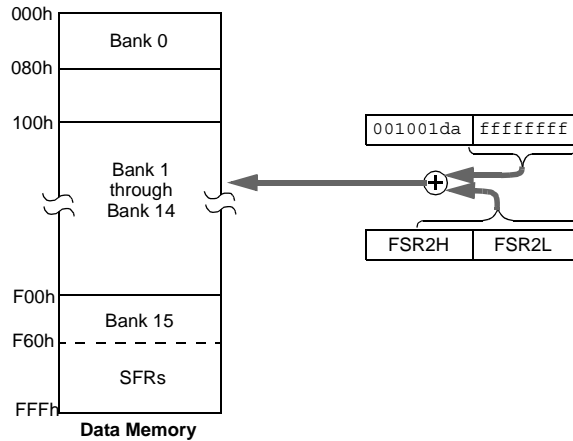 000h
Bank 0
080h
100h
001001da ffffffff
Bank 1
through
Bank 14
FSR2H FSR2L
F00h
Bank 15
F60h
SFRs
FFFh
Data Memory